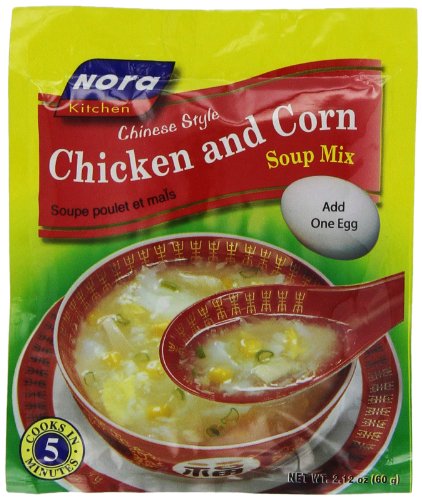 Nora
Kitchen
Chinese Style
Chicken and Corn
Soup Mix
Soupe poulet et maïs
Add
One Egg
COOKS IN
5
MINUTES
NET WT. 2.12 oz (60 g)